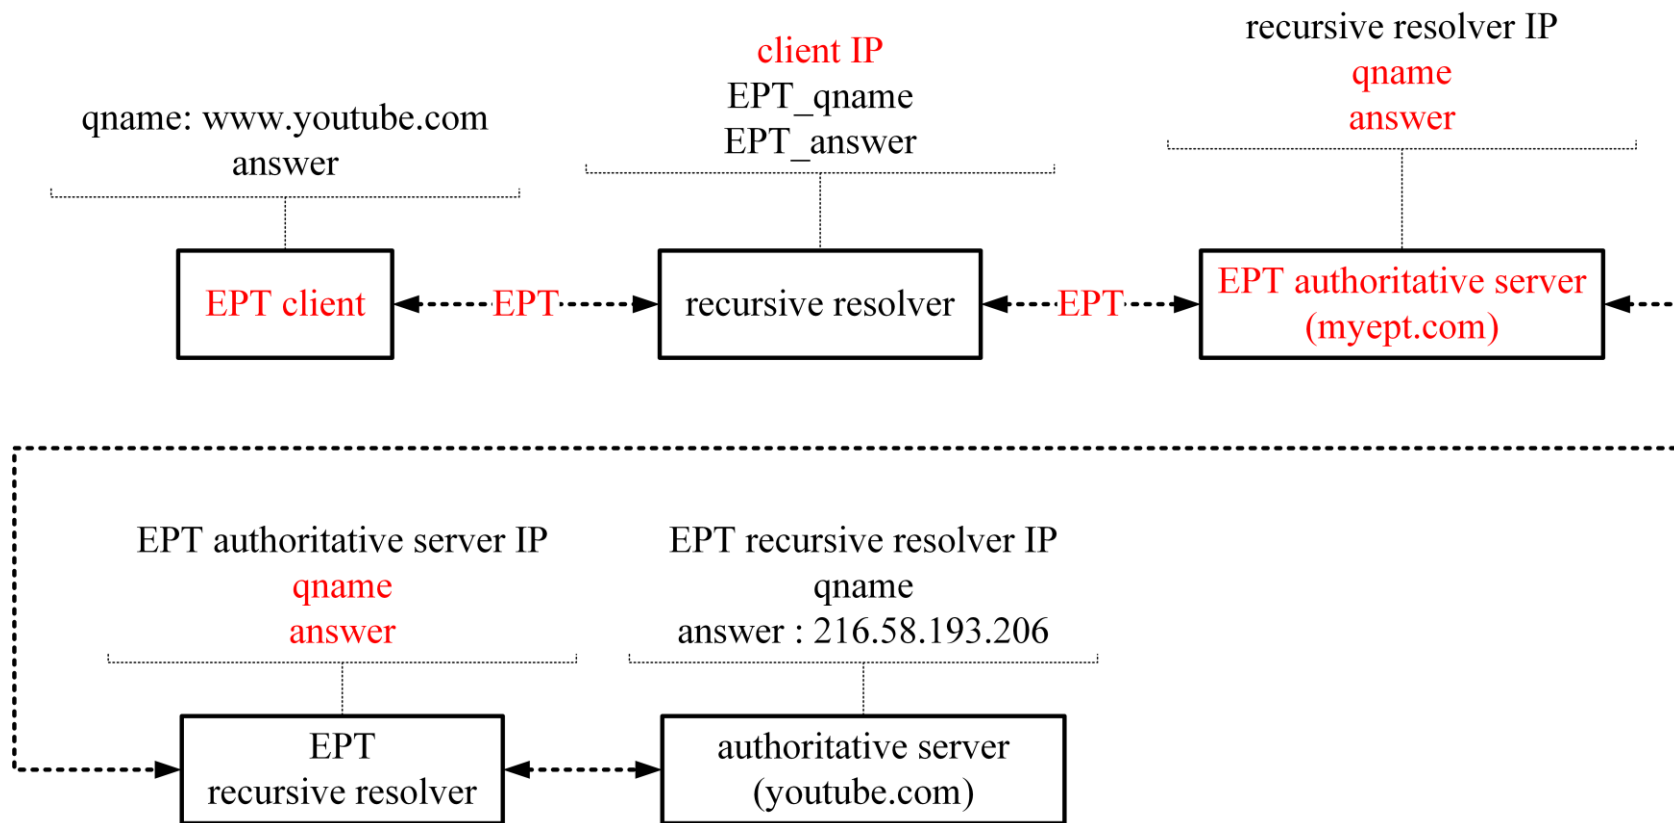 qname: www.youtube.com
answer
client IP
EPT_qname
EPT_answer
recursive resolver IP
qname
answer
EPT client
EPT
recursive resolver
EPT
EPT authoritative server
(myept.com)
EPT authoritative server IP
qname
answer
EPT recursive resolver IP
qname
answer : 216.58.193.206
EPT
recursive resolver
authoritative server
(youtube.com)